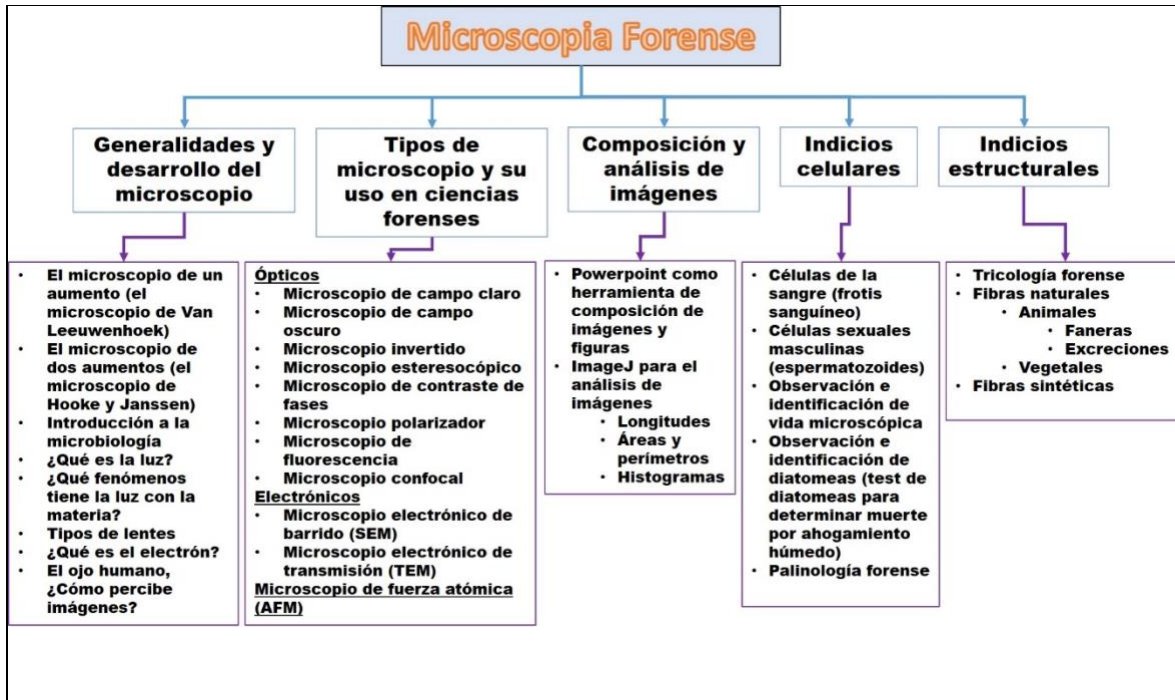 Microscopia Forense
Generalidades y
desarrollo del
microscopio
Tipos de
microscopio y su
uso en ciencias
forenses
Composición y
análisis de
imágenes
Indicios
celulares
Indicios
estructurales
• El microscopio de un
aumento (el
microscopio de Van
Leeuwenhoek)
• El microscopio de
dos aumentos (el
microscopio de
Hooke y Janssen)
• Introducción a la
microbiología
• ¿Qué es la luz?
• ¿Qué fenómenos
tiene la luz con la
materia?
• Tipos de lentes
• ¿Qué es el electrón?
• El ojo humano,
¿Cómo percibe
imágenes?
Ópticos
• Microscopio de campo claro
• Microscopio de campo
oscuro
• Microscopio invertido
• Microscopio esteresocópico
• Microscopio de contraste de
fases
• Microscopio polarizador
• Microscopio de
fluorescencia
• Microscopio confocal
Electrónicos
• Microscopio electrónico de
barrido (SEM)
• Microscopio electrónico de
transmisión (TEM)
Microscopio de fuerza atómica
(AFM)
• Powerpoint como
herramienta de
composición de
imágenes y
figuras
• ImageJ para el
análisis de
imágenes
• Longitudes
• Áreas y
perímetros
• Histogramas
• Células de la
sangre (frotis
sanguíneo)
• Células sexuales
masculinas
(espermatozoides)
• Observación e
identificación de
vida microscópica
• Observación e
identificación de
diatomeas (test de
diatomeas para
determinar muerte
por ahogamiento
húmedo)
• Palinología forense
• Tricología forense
• Fibras naturales
• Animales
• Faneras
• Excreciones
• Vegetales
• Fibras sintéticas